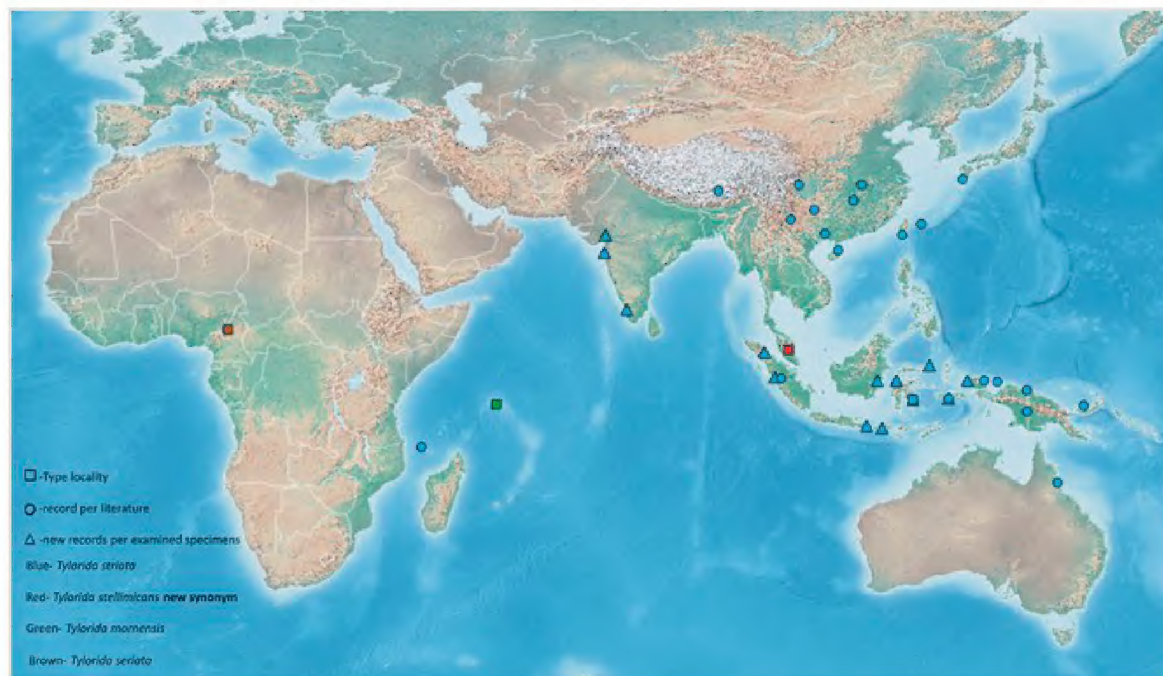 -Type locality
-record per literature
-new records per examined specimens
Blue- Tylorida striata
Red- Tylorida stellimicans new synonym
Green- Tylorida mornensis
Brown- Tylorida seriata